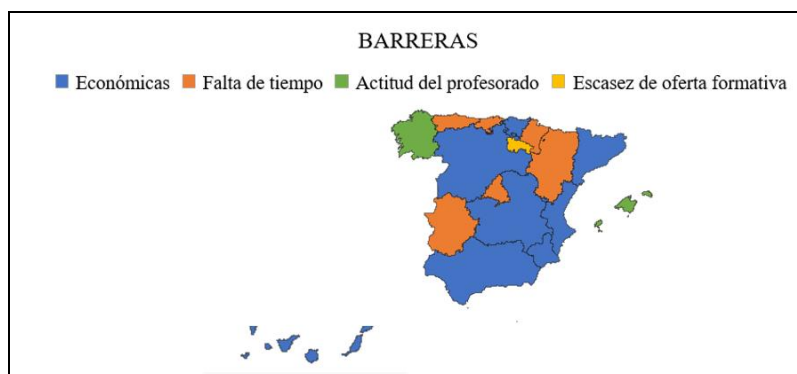 BARRERAS
Económicas Falta de tiempo Actitud del profesorado Escasez de oferta formativa